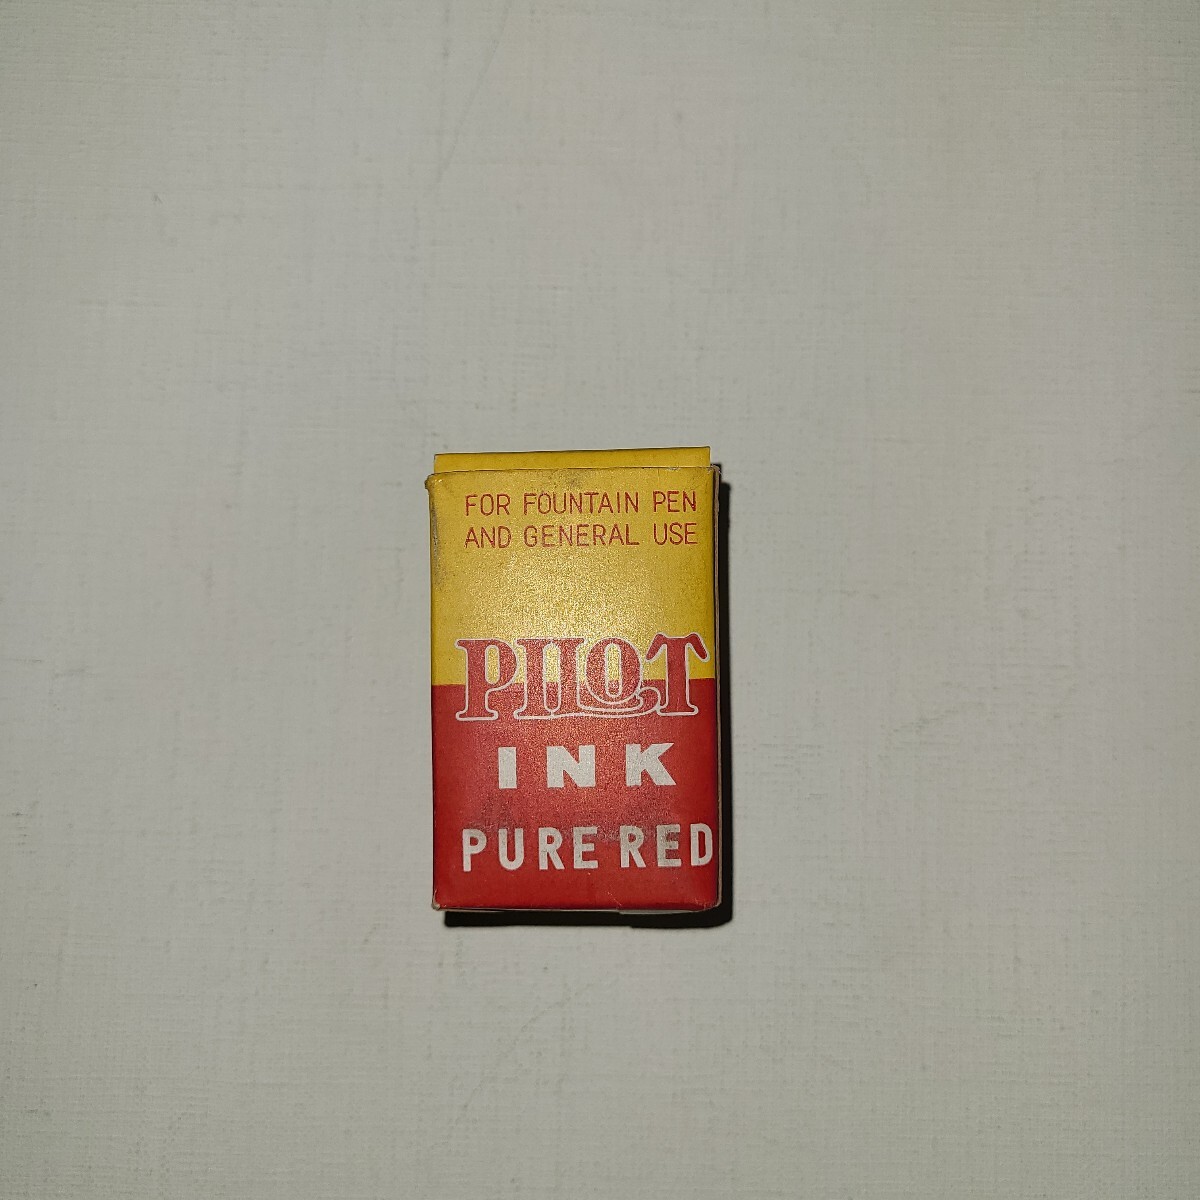 FOR FOUNTAIN PEN
AND GENERAL USE
PILOT
INK
PURE RED